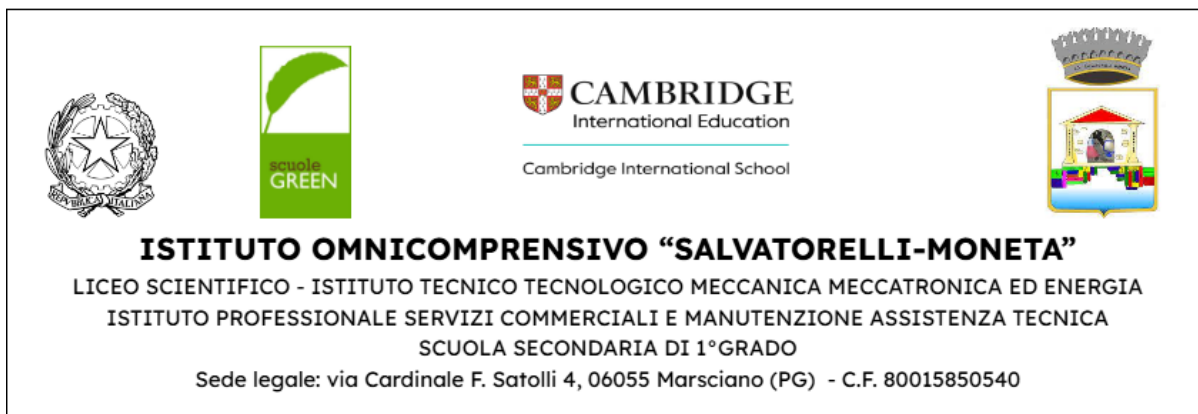 REPVBBLICA ITALIANA
scuole
GREEN
CAMBRIDGE
International Education
Cambridge International School
ISTITUTO OMNICOMPRENSIVO “SALVATORELLI-MONETA”
LICEO SCIENTIFICO - ISTITUTO TECNICO TECNOLOGICO MECCANICA MECCATRONICA ED ENERGIA
ISTITUTO PROFESSIONALE SERVIZI COMMERCIALI E MANUTENZIONE ASSISTENZA TECNICA
SCUOLA SECONDARIA DI 1°GRADO
Sede legale: via Cardinale F. Satolli 4, 06055 Marsciano (PG) - C.F. 80015850540